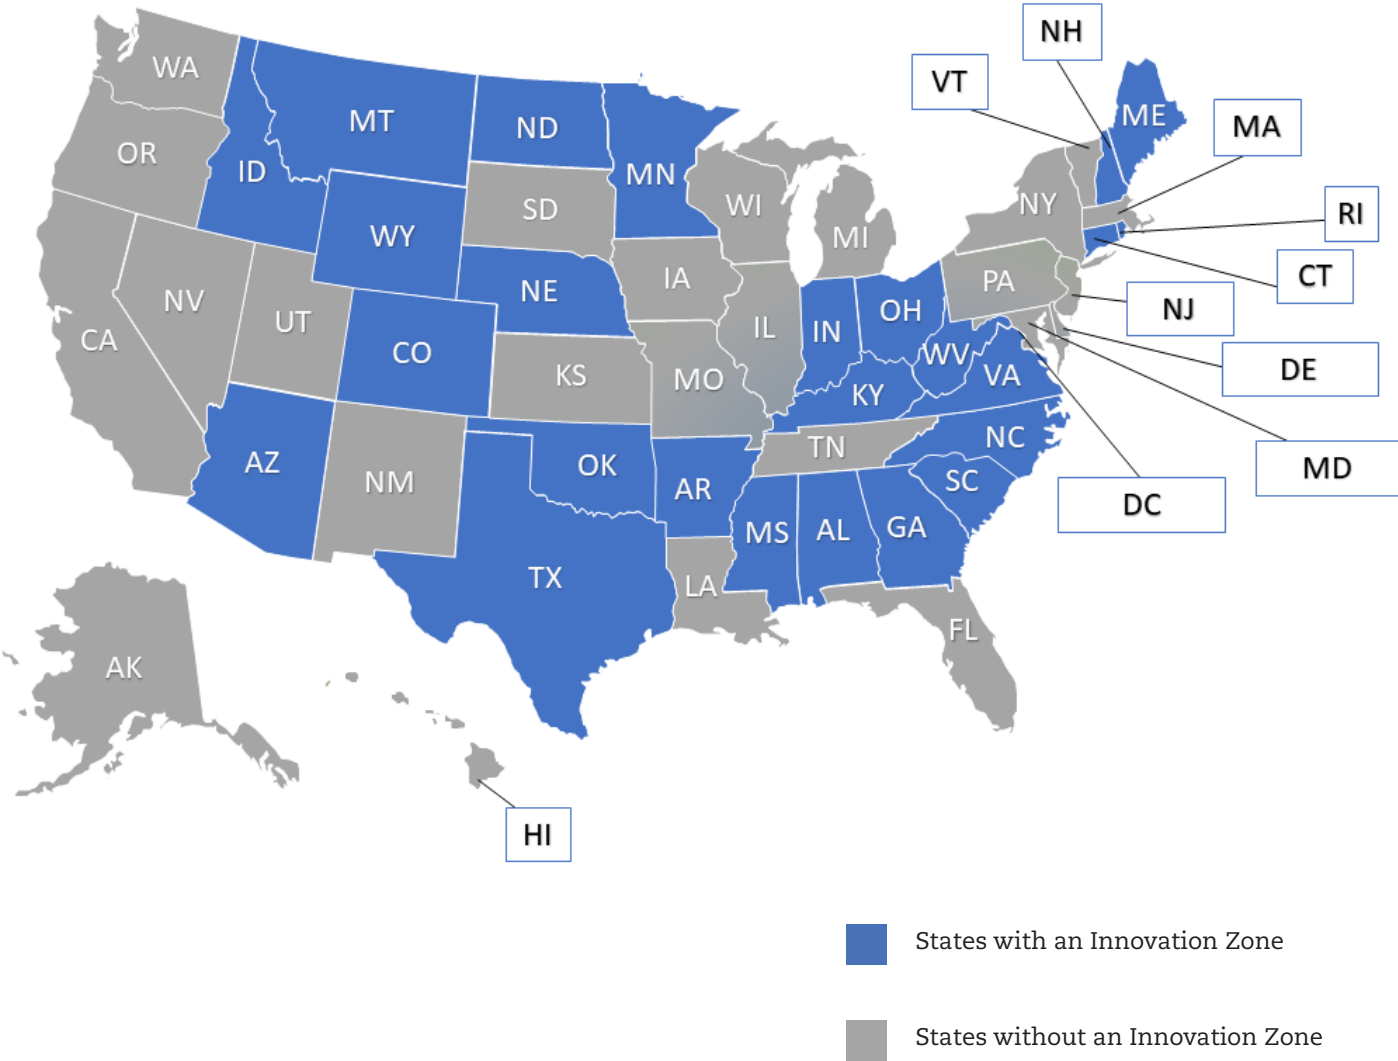 NH
VT
WA
ME
MT
MA
ND
OR
ID
MN
WI
NY
RI
SD
MI
WY
CT
IA
PA
NE
NV
NJ
OH
UT
IL
IN
CA
CO
WV
DE
KS
MO
VA
KY
NC
TN
AZ
OK
MD
NM
SC
AR
DC
MS
AL
GA
TX
LA
FL
AK
HI
States with an Innovation Zone
States without an Innovation Zone